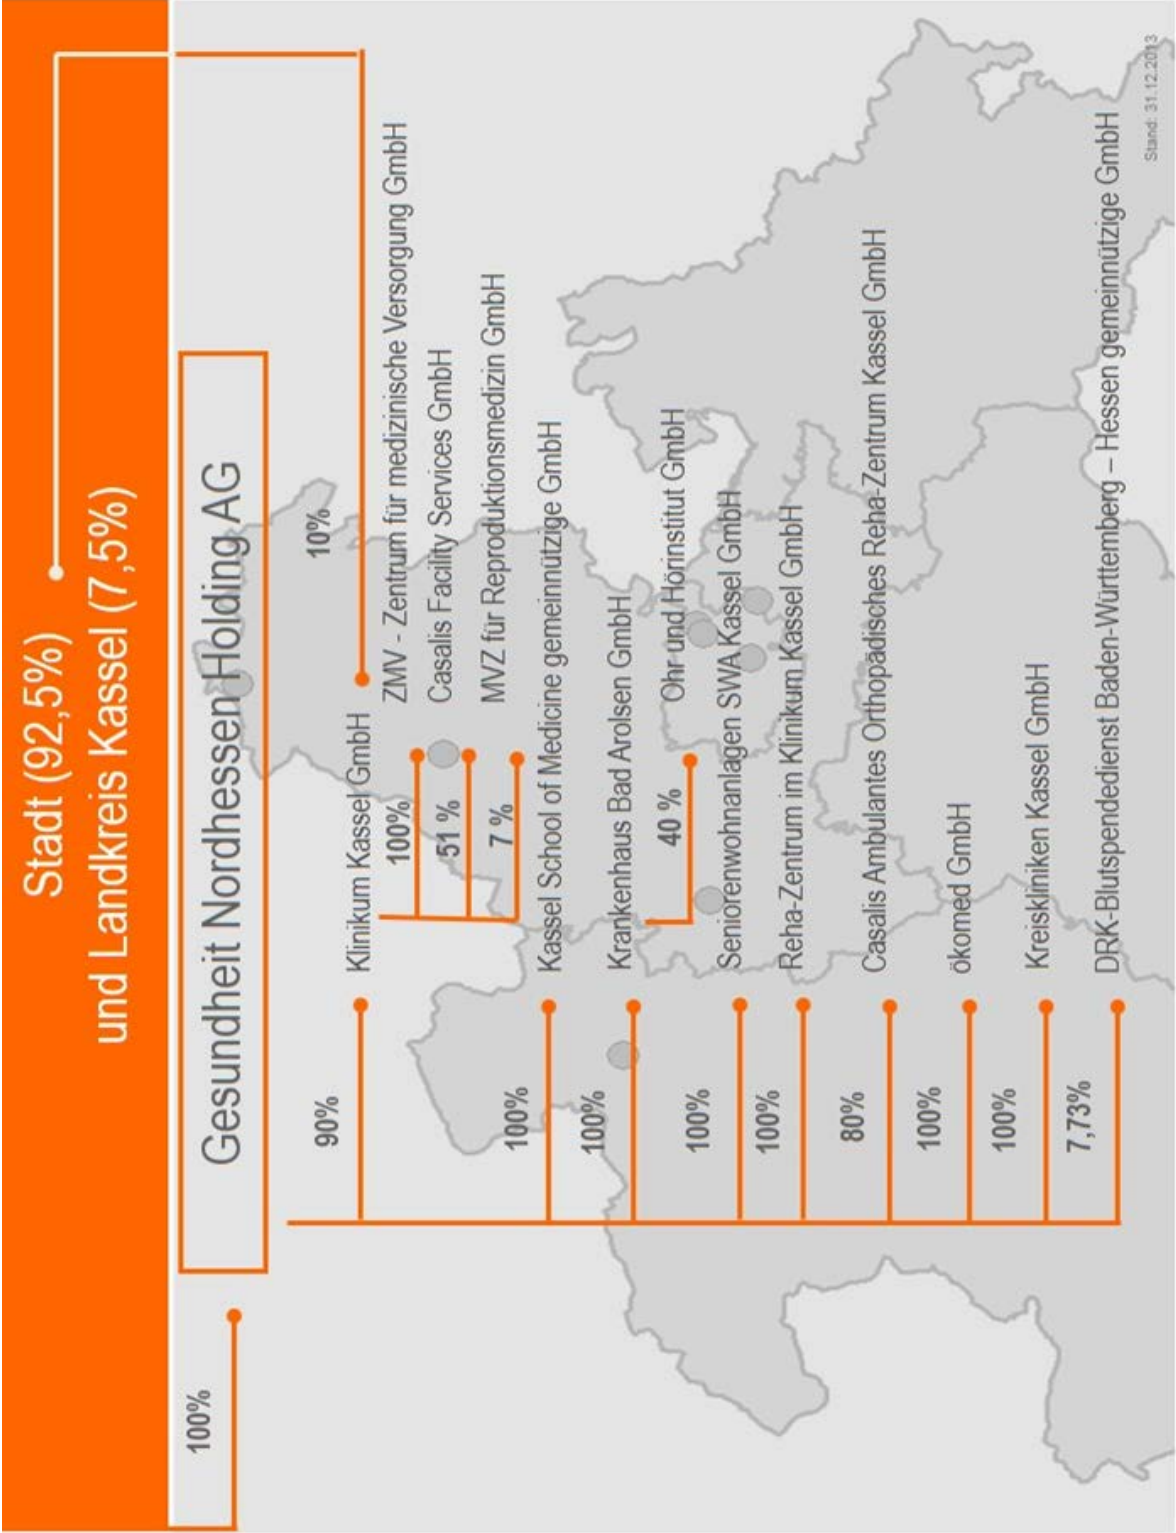 Stadt (92,5%)
und Landkreis Kassel (7,5%)
100%
Gesundheit Nordhessen Holding AG
90%
10%
Klinikum Kassel GmbH
100%
ZMV - Zentrum für medizinische Versorgung GmbH
51 %
Casalis Facility Services GmbH
7 %
MVZ für Reproduktionsmedizin GmbH
100%
Kassel School of Medicine gemeinnützige GmbH
100%
Krankenhaus Bad Arolsen GmbH
40 %
Ohr und Hörinstitut GmbH
100%
Seniorenwohnanlagen SWA Kassel GmbH
100%
Reha-Zentrum im Klinikum Kassel GmbH
80%
Casalis Ambulantes Orthopädisches Reha-Zentrum Kassel GmbH
100%
ökomed GmbH
100%
Kreiskliniken Kassel GmbH
7,73%
DRK-Blutspendedienst Baden-Württemberg – Hessen gemeinnützige GmbH
Stand: 31.12.2013